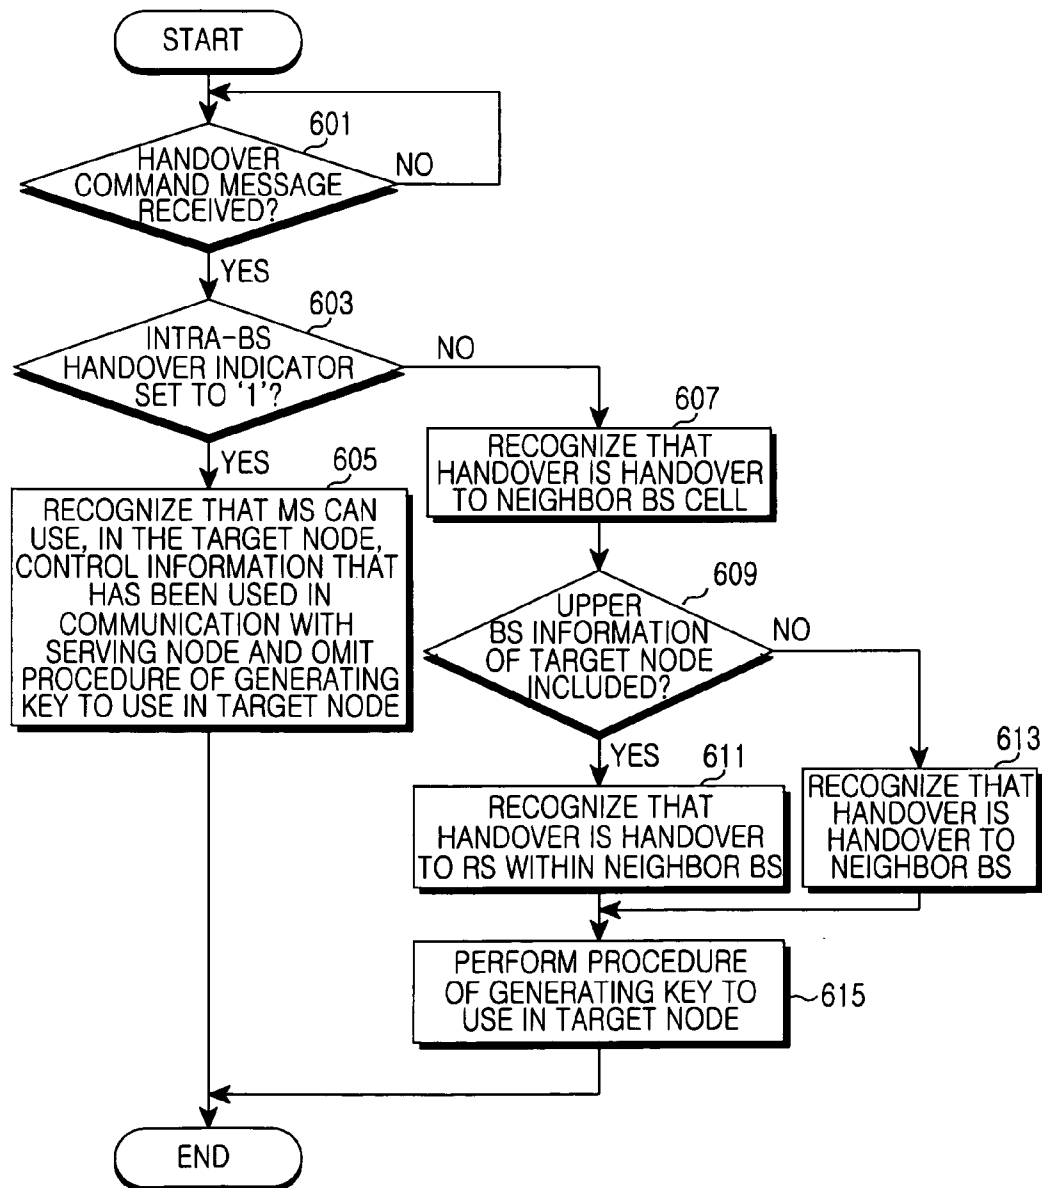 START
601
HANDOVER
COMMAND MESSAGE
RECEIVED?
NO
YES
603
INTRA-BS
HANDOVER INDICATOR
SET TO ‘1’?
NO
YES
605
RECOGNIZE THAT MS CAN
USE, IN THE TARGET NODE,
CONTROL INFORMATION THAT
HAS BEEN USED IN
COMMUNICATION WITH
SERVING NODE AND OMIT
PROCEDURE OF GENERATING
KEY TO USE IN TARGET NODE
607
RECOGNIZE THAT
HANDOVER IS HANDOVER
TO NEIGHBOR BS CELL
609
UPPER
BS INFORMATION
OF TARGET NODE
INCLUDED?
NO
YES
611
RECOGNIZE THAT
HANDOVER IS HANDOVER
TO RS WITHIN NEIGHBOR BS
613
RECOGNIZE THAT
HANDOVER IS
HANDOVER TO
NEIGHBOR BS
PERFORM PROCEDURE
OF GENERATING KEY TO
USE IN TARGET NODE
615
END